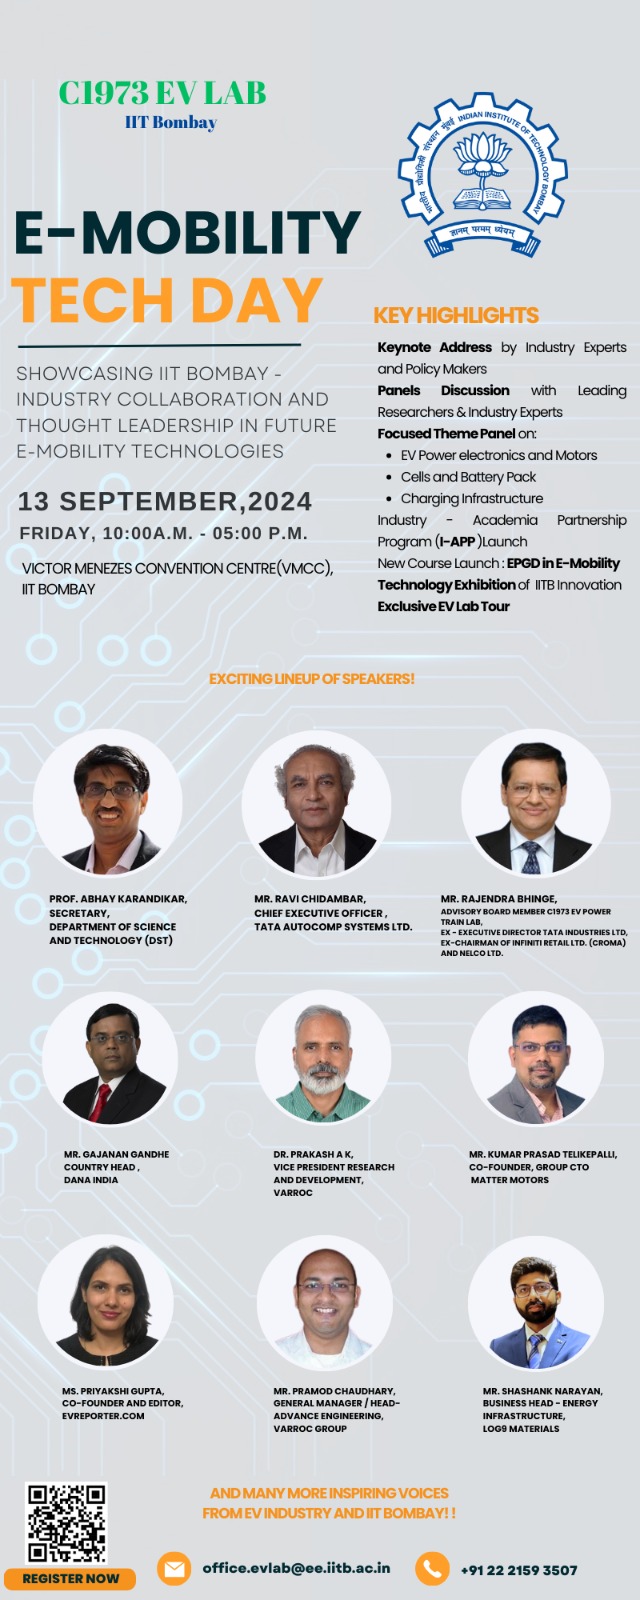 C1973 EV LAB
IIT Bombay
भारतीय प्रौद्योगिकी संस्थान मुंबई INDIAN INSTITUTE OF TECHNOLOGY BOMBAY
ज्ञानम् परमम् ध्येयम्
E-MOBILITY
TECH DAY
SHOWCASING IIT BOMBAY -
INDUSTRY COLLABORATION AND
THOUGHT LEADERSHIP IN FUTURE
E-MOBILITY TECHNOLOGIES
13 SEPTEMBER,2024
FRIDAY, 10:00A.M. - 05:00 P.M.
VICTOR MENEZES CONVENTION CENTRE(VMCC),
IIT BOMBAY
KEY HIGHLIGHTS
Keynote Address by Industry Experts
and Policy Makers
Panels Discussion with Leading
Researchers & Industry Experts
Focused Theme Panel on:
• EV Power electronics and Motors
• Cells and Battery Pack
• Charging Infrastructure
Industry - Academia Partnership
Program (I-APP )Launch
New Course Launch : EPGD in E-Mobility
Technology Exhibition of IITB Innovation
Exclusive EV Lab Tour
EXCITING LINEUP OF SPEAKERS!
PROF. ABHAY KARANDIKAR,
SECRETARY,
DEPARTMENT OF SCIENCE
AND TECHNOLOGY (DST)
MR. RAVI CHIDAMBAR,
CHIEF EXECUTIVE OFFICER ,
TATA AUTOCOMP SYSTEMS LTD.
MR. RAJENDRA BHINGE,
ADVISORY BOARD MEMBER C1973 EV POWER
TRAIN LAB,
EX - EXECUTIVE DIRECTOR TATA INDUSTRIES LTD,
EX-CHAIRMAN OF INFINITI RETAIL LTD. (CROMA)
AND NELCO LTD.
MR. GAJANAN GANDHE
COUNTRY HEAD ,
DANA INDIA
DR. PRAKASH A K,
VICE PRESIDENT RESEARCH
AND DEVELOPMENT,
VARROC
MR. KUMAR PRASAD TELIKEPALLI,
CO-FOUNDER, GROUP CTO
MATTER MOTORS
MS. PRIYAKSHI GUPTA,
CO-FOUNDER AND EDITOR,
EVREPORTER.COM
MR. PRAMOD CHAUDHARY,
GENERAL MANAGER / HEAD-
ADVANCE ENGINEERING,
VARROC GROUP
MR. SHASHANK NARAYAN,
BUSINESS HEAD - ENERGY
INFRASTRUCTURE,
LOG9 MATERIALS
AND MANY MORE INSPIRING VOICES
FROM EV INDUSTRY AND IIT BOMBAY! !
REGISTER NOW
office.evlab@ee.iitb.ac.in
+91 22 2159 3507